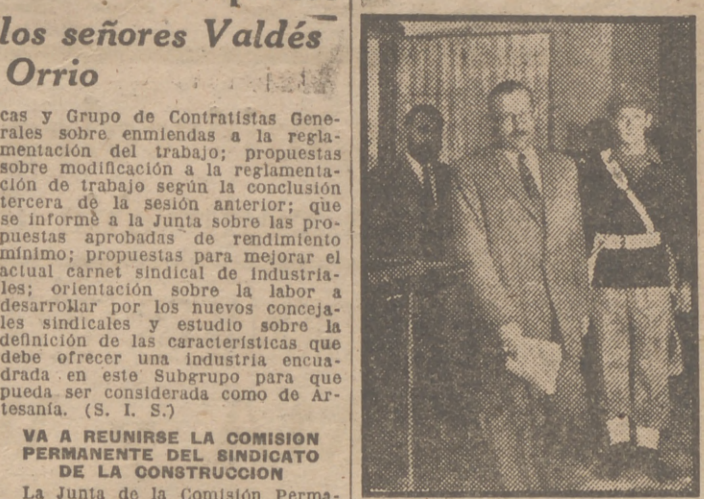 los señores Valdés
Orrio
cas y Grupo de Contratistas Gene-
rales sobre enmiendas a la regla-
mentación del trabajo; propuestas
sobre modificación a la reglamenta-
ción de trabajo según la conclusión
tercera de la sesión anterior; que
se informe a la Junta sobre las pro-
puestas aprobadas de rendimiento
mínimo; propuestas para mejorar el
actual carnet sindical de industria-
les; orientación sobre la labor a
desarrollar por los nuevos conceja-
les sindicales y estudio sobre la
definición de las características que
debe ofrecer una industria encua-
drada en este Subgrupo para que
pueda ser considerada como de Ar-
tesanía. (S. I. S.)
VA A REUNIRSE LA COMISION
PERMANENTE DEL SINDICATO
DE LA CONSTRUCCION
La Junta de la Comisión Perma-